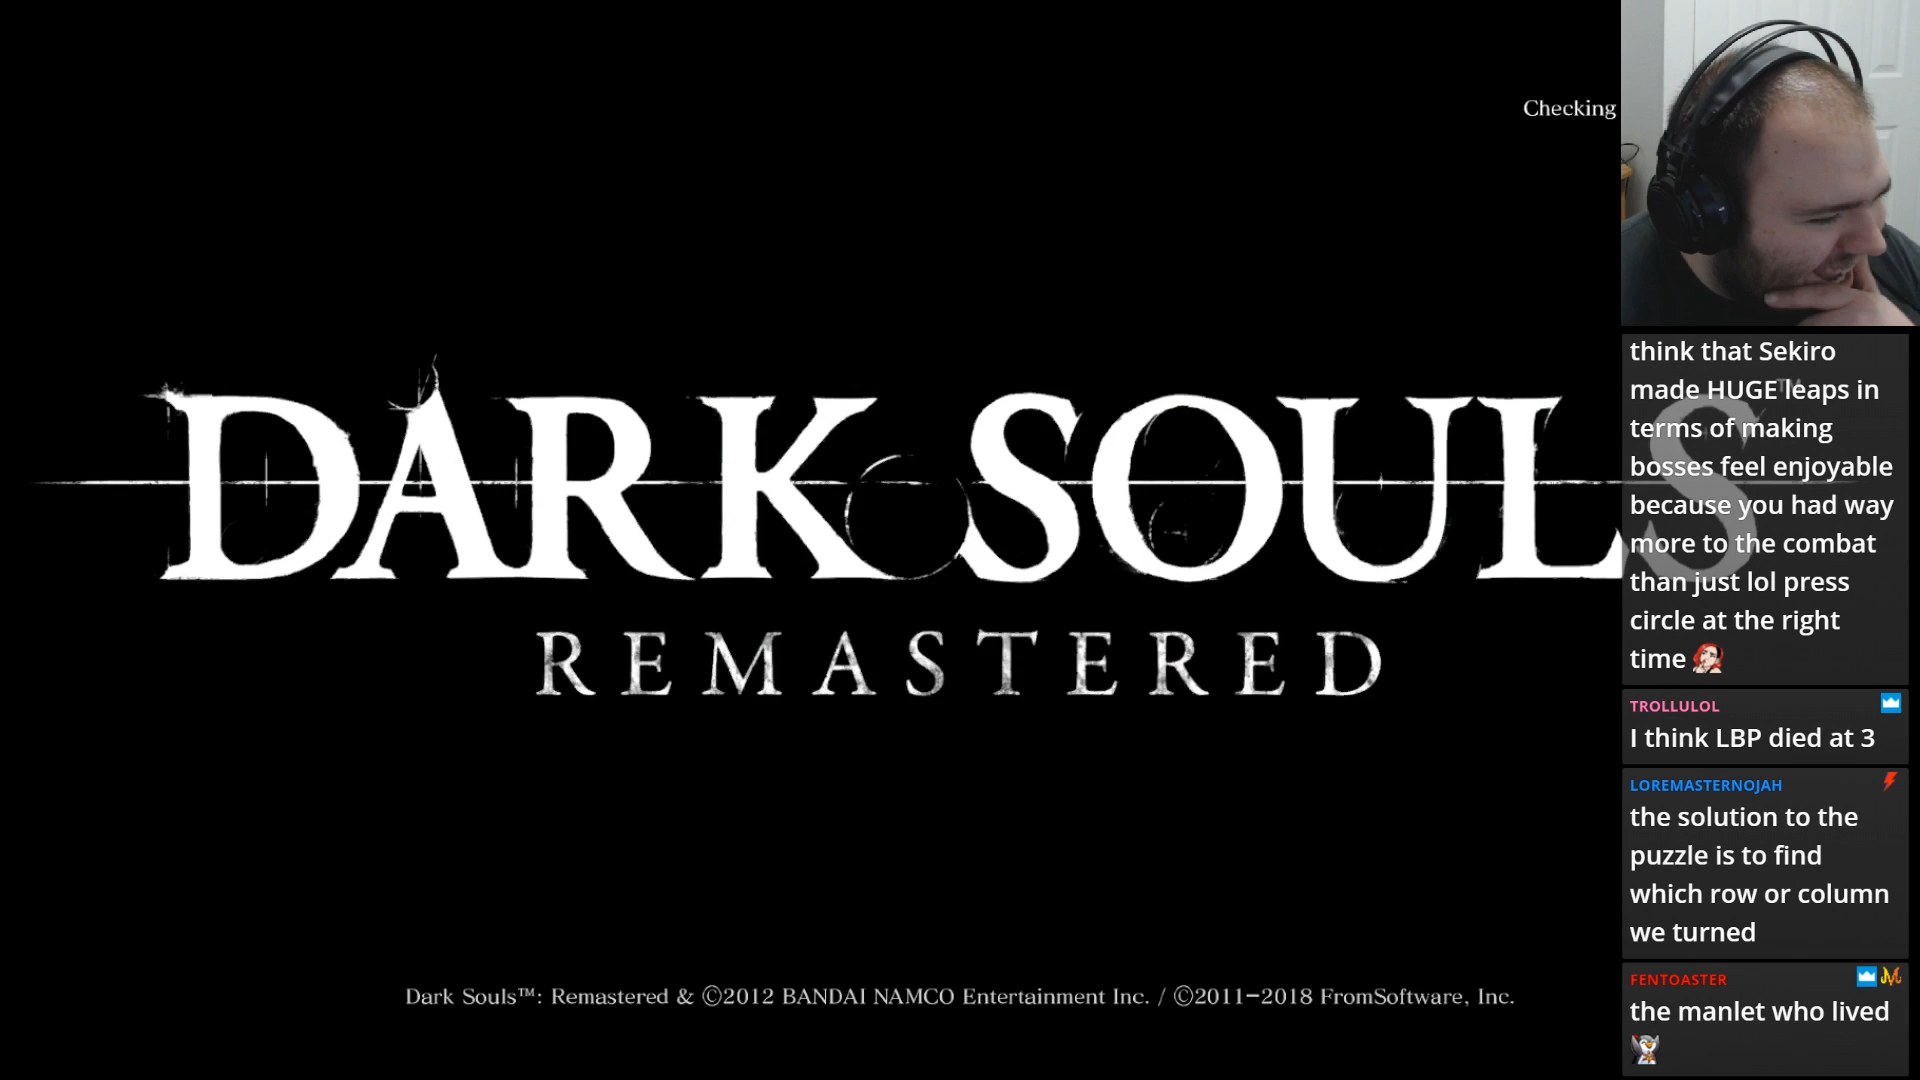 Checking
DARK SOULS™
REMASTERED
Dark Souls™: Remastered & ©2012 BANDAI NAMCO Entertainment Inc. / ©2011-2018 FromSoftware, Inc.
think that Sekiro
made HUGE leaps in
terms of making
bosses feel enjoyable
because you had way
more to the combat
than just lol press
circle at the right
time
TROLLULOL
I think LBP died at 3
LOREMASTERNOJAH
the solution to the
puzzle is to find
which row or column
we turned
FENTOASTER
the manlet who lived